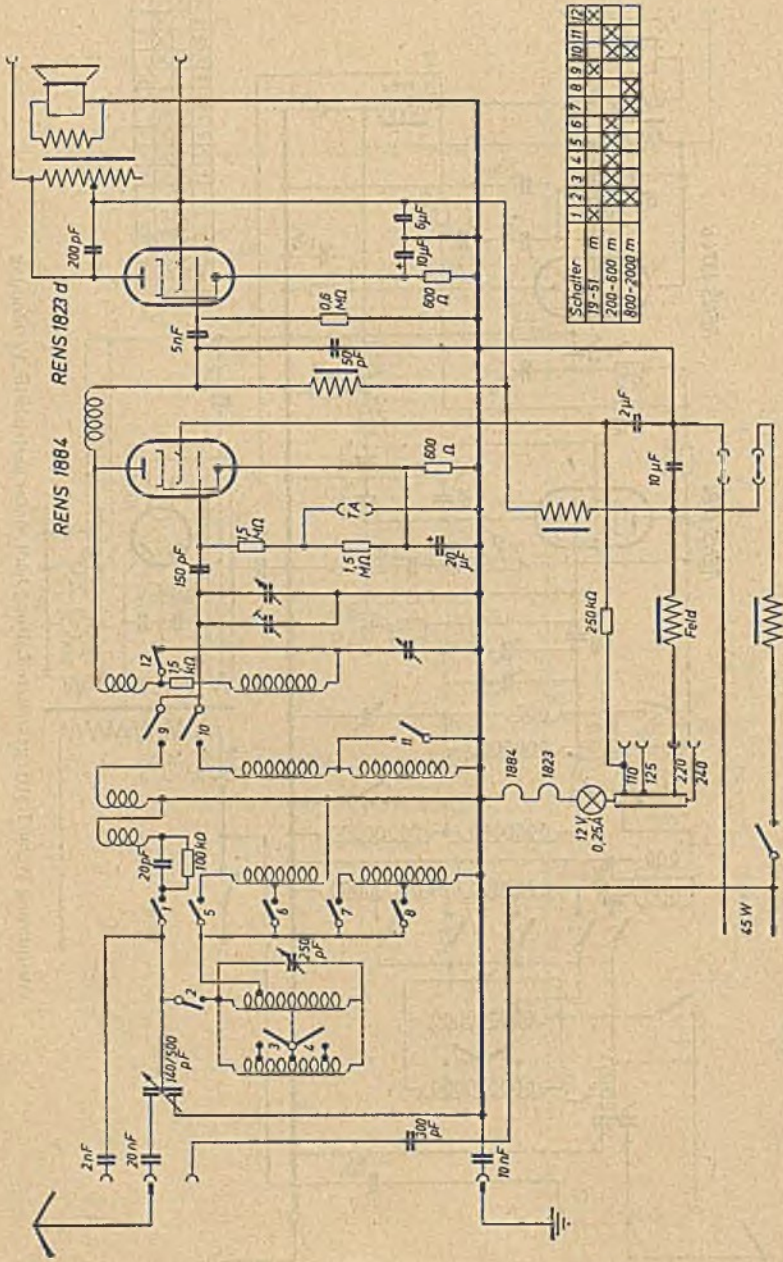 RENS 1884
RENS 1823 d
2 nF
20 nF
140/500 pF
300 pF
10 nF
250 pF
20 pF
100 kΩ
1
2
3
4
5
6
7
8
9
10
11
12
15 kΩ
150 pF
1,5 MΩ
1,5 MΩ
TA
20 µF
600 Ω
50 pF
5 nF
0,6 MΩ
200 pF
10 µF
6 µF
600 Ω
1884
1823
12 V
0,25 A
110
125
220
240
250 kΩ
Feld
2 µF
10 µF
65 W
Schalter 1 2 3 4 5 6 7 8 9 10 11 12
19-51 m
200-600 m
800-2000 m